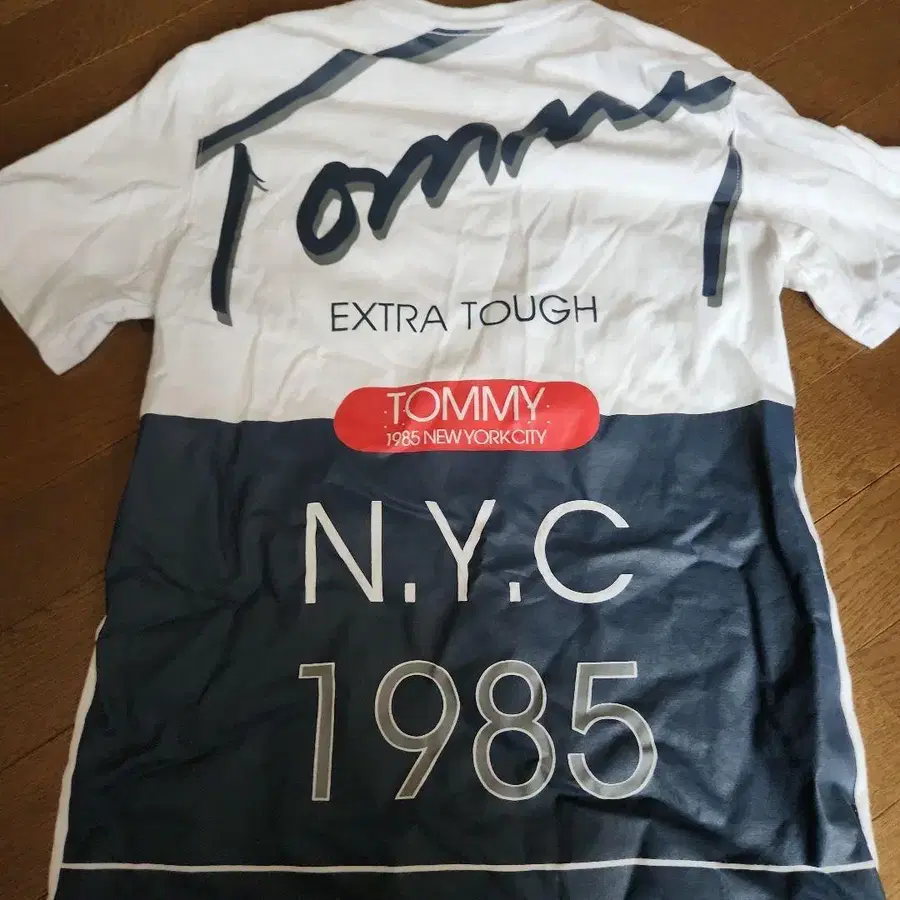 Tommy
EXTRA TOUGH
TOMMY
1985 NEW YORK CITY
N.Y.C
1985